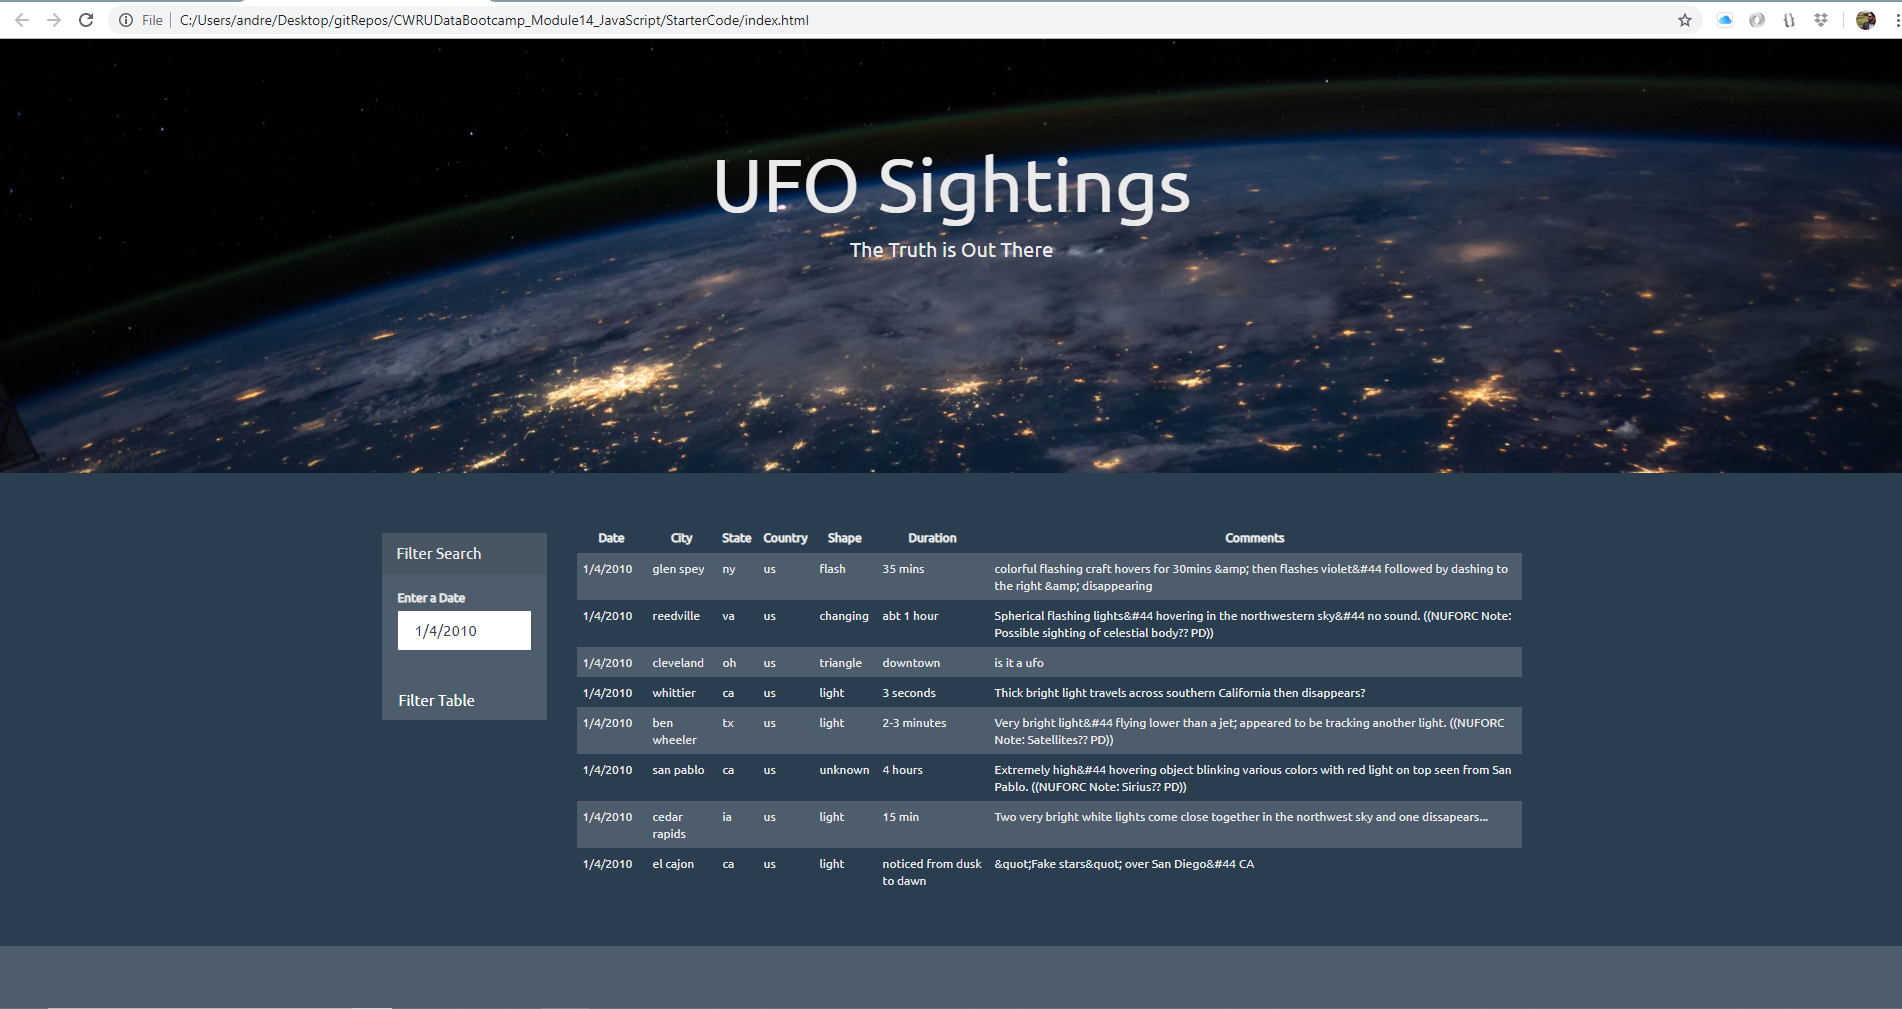 File C:/Users/andre/Desktop/gitRepos/CWRUDataBootcamp_Module14_JavaScript/StarterCode/index.html
UFO Sightings
The Truth is Out There
Filter Search
Enter a Date
1/4/2010
Filter Table
Date City State Country Shape Duration Comments
1/4/2010 glen spey ny us flash 35 mins colorful flashing craft hovers for 30mins &amp; then flashes violet&#44 followed by dashing to
the right &amp; disappearing
1/4/2010 reedville va us changing abt 1 hour Spherical flashing lights&#44 hovering in the northwestern sky&#44 no sound. ((NUFORC Note:
Possible sighting of celestial body?? PD))
1/4/2010 cleveland oh us triangle downtown is it a ufo
1/4/2010 whittier ca us light 3 seconds Thick bright light travels across southern California then disappears?
1/4/2010 ben tx us light 2-3 minutes Very bright light&#44 flying lower than a jet; appeared to be tracking another light. ((NUFORC
wheeler Note: Satellites?? PD))
1/4/2010 san pablo ca us unknown 4 hours Extremely high&#44 hovering object blinking various colors with red light on top seen from San
Pablo. ((NUFORC Note: Sirius?? PD))
1/4/2010 cedar ia us light 15 min Two very bright white lights come close together in the northwest sky and one dissapears...
rapids
1/4/2010 el cajon ca us light noticed from dusk &quot;Fake stars&quot; over San Diego&#44 CA
to dawn